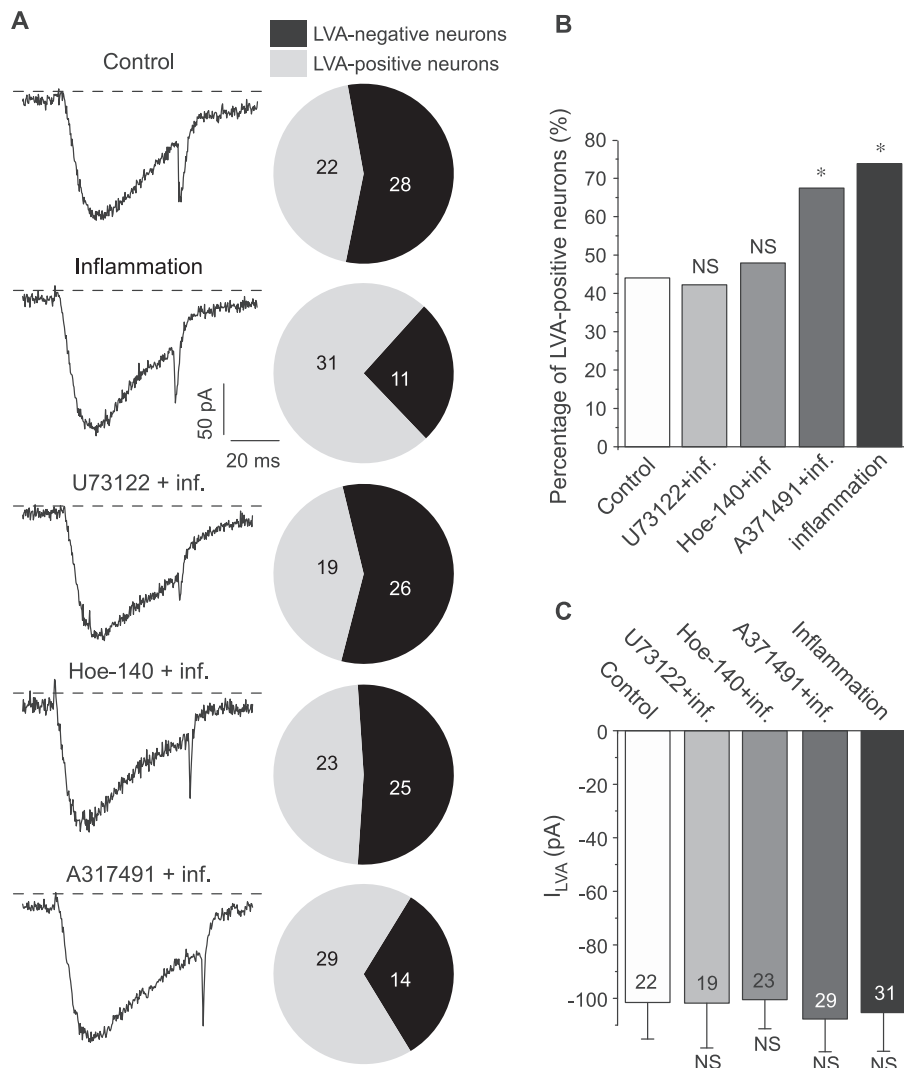 A
LVA-negative neurons
LVA-positive neurons
Control
22
28
Inflammation
31
11
50 pA
20 ms
U73122 + inf.
19
26
Hoe-140 + inf.
23
25
A317491 + inf.
29
14
B
Percentage of LVA-positive neurons (%)
80
70
50
40
30
20
10
0
NS
NS
*
*
Control
U73122+inf.
Hoe-140+inf
A371491+inf.
inflammation
C
Control
U73122+inf.
Hoe-140+inf.
A371491+inf.
Inflammation
I LVA (pA)
0
-20
-40
-60
-80
-100
22
19
23
29
31
NS
NS
NS
NS